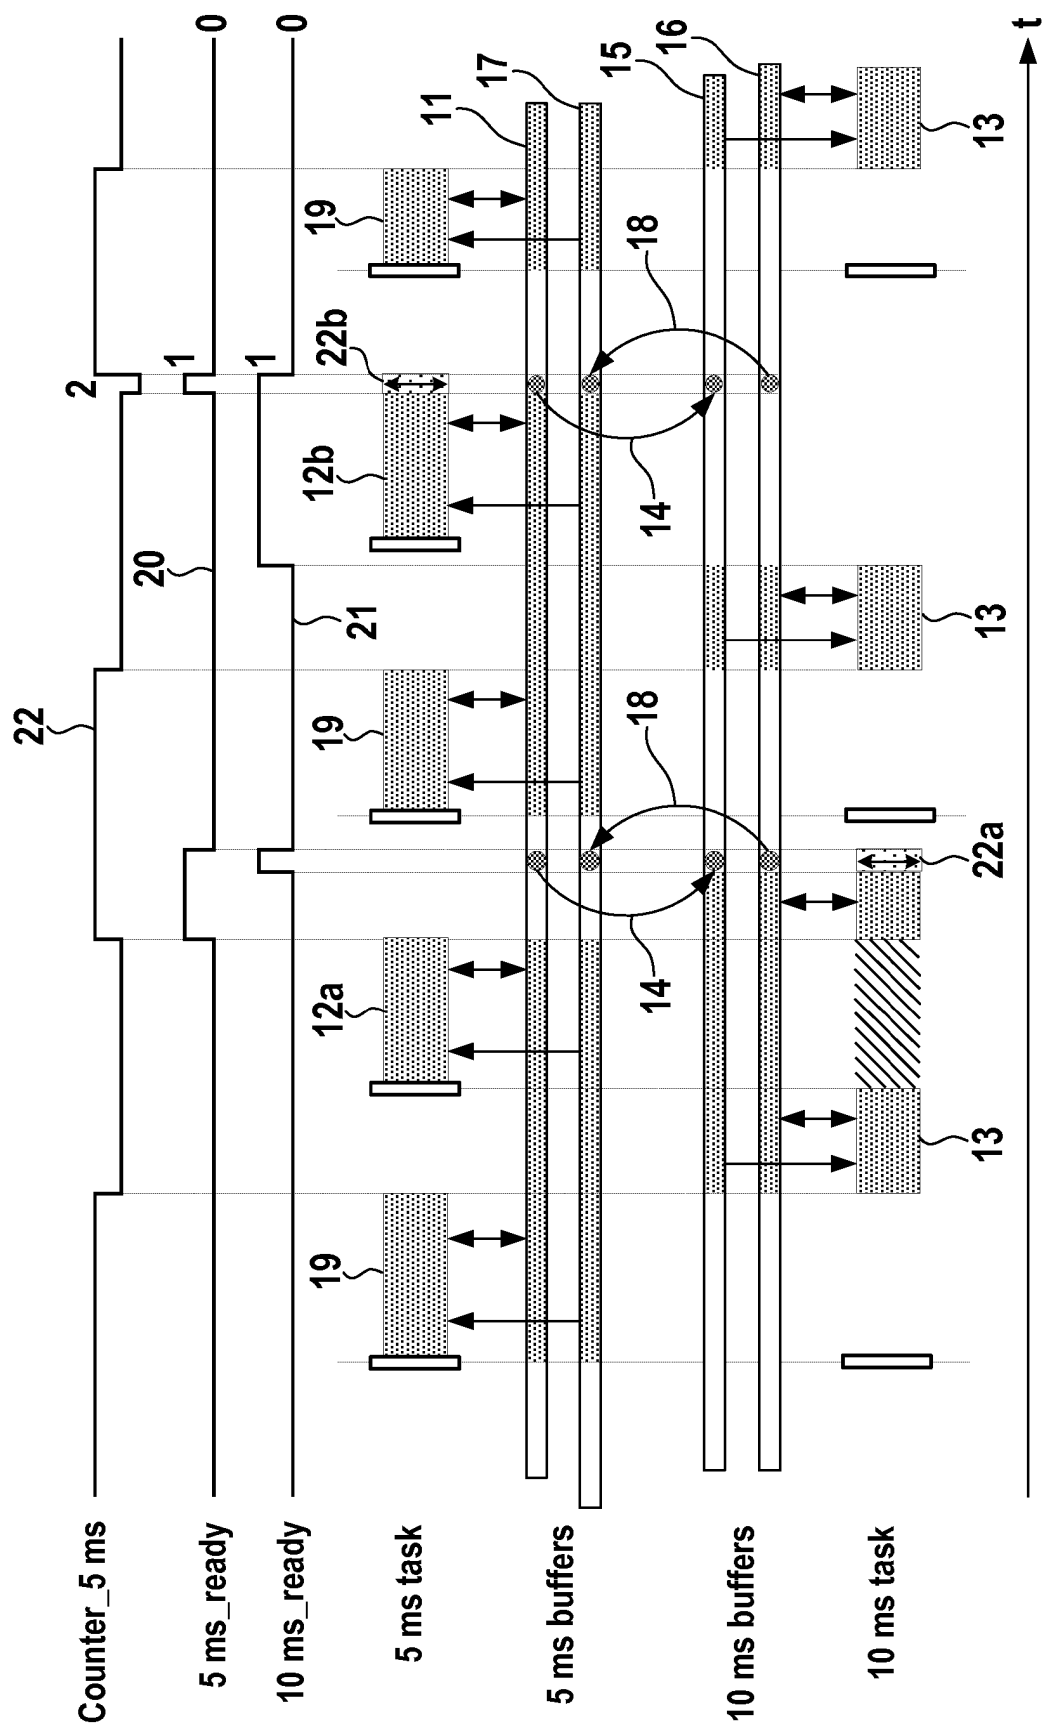 22
Counter_5 ms
2
20
5 ms_ready
1
0
10 ms_ready
1
0
21
19
12a
19
12b
22b
19
5 ms task
11
17
5 ms buffers
14
18
14
18
15
16
10 ms buffers
10 ms task
13
22a
13
13
t